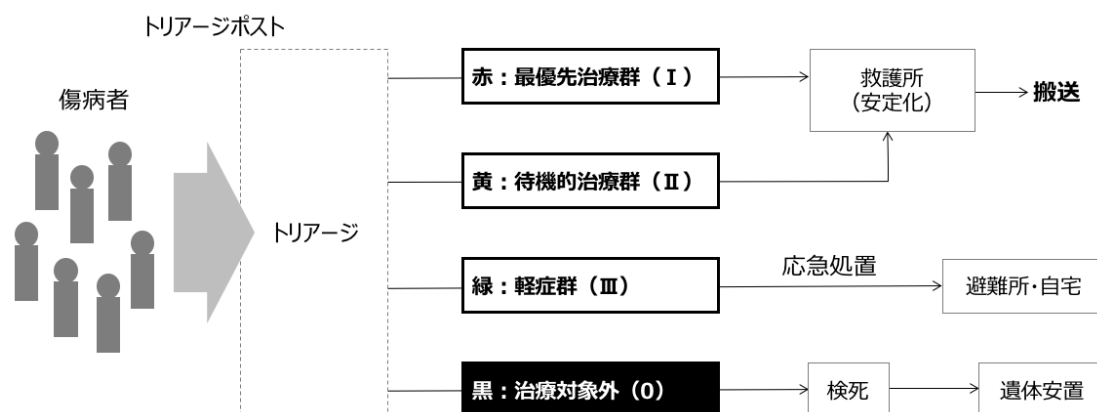 トリアージポスト
傷病者
トリアージ
赤：最優先治療群（Ⅰ）
救護所
（安定化）
搬送
黄：待機的治療群（Ⅱ）
緑：軽症群（Ⅲ）
応急処置
避難所・自宅
黒：治療対象外（0）
検死
遺体安置